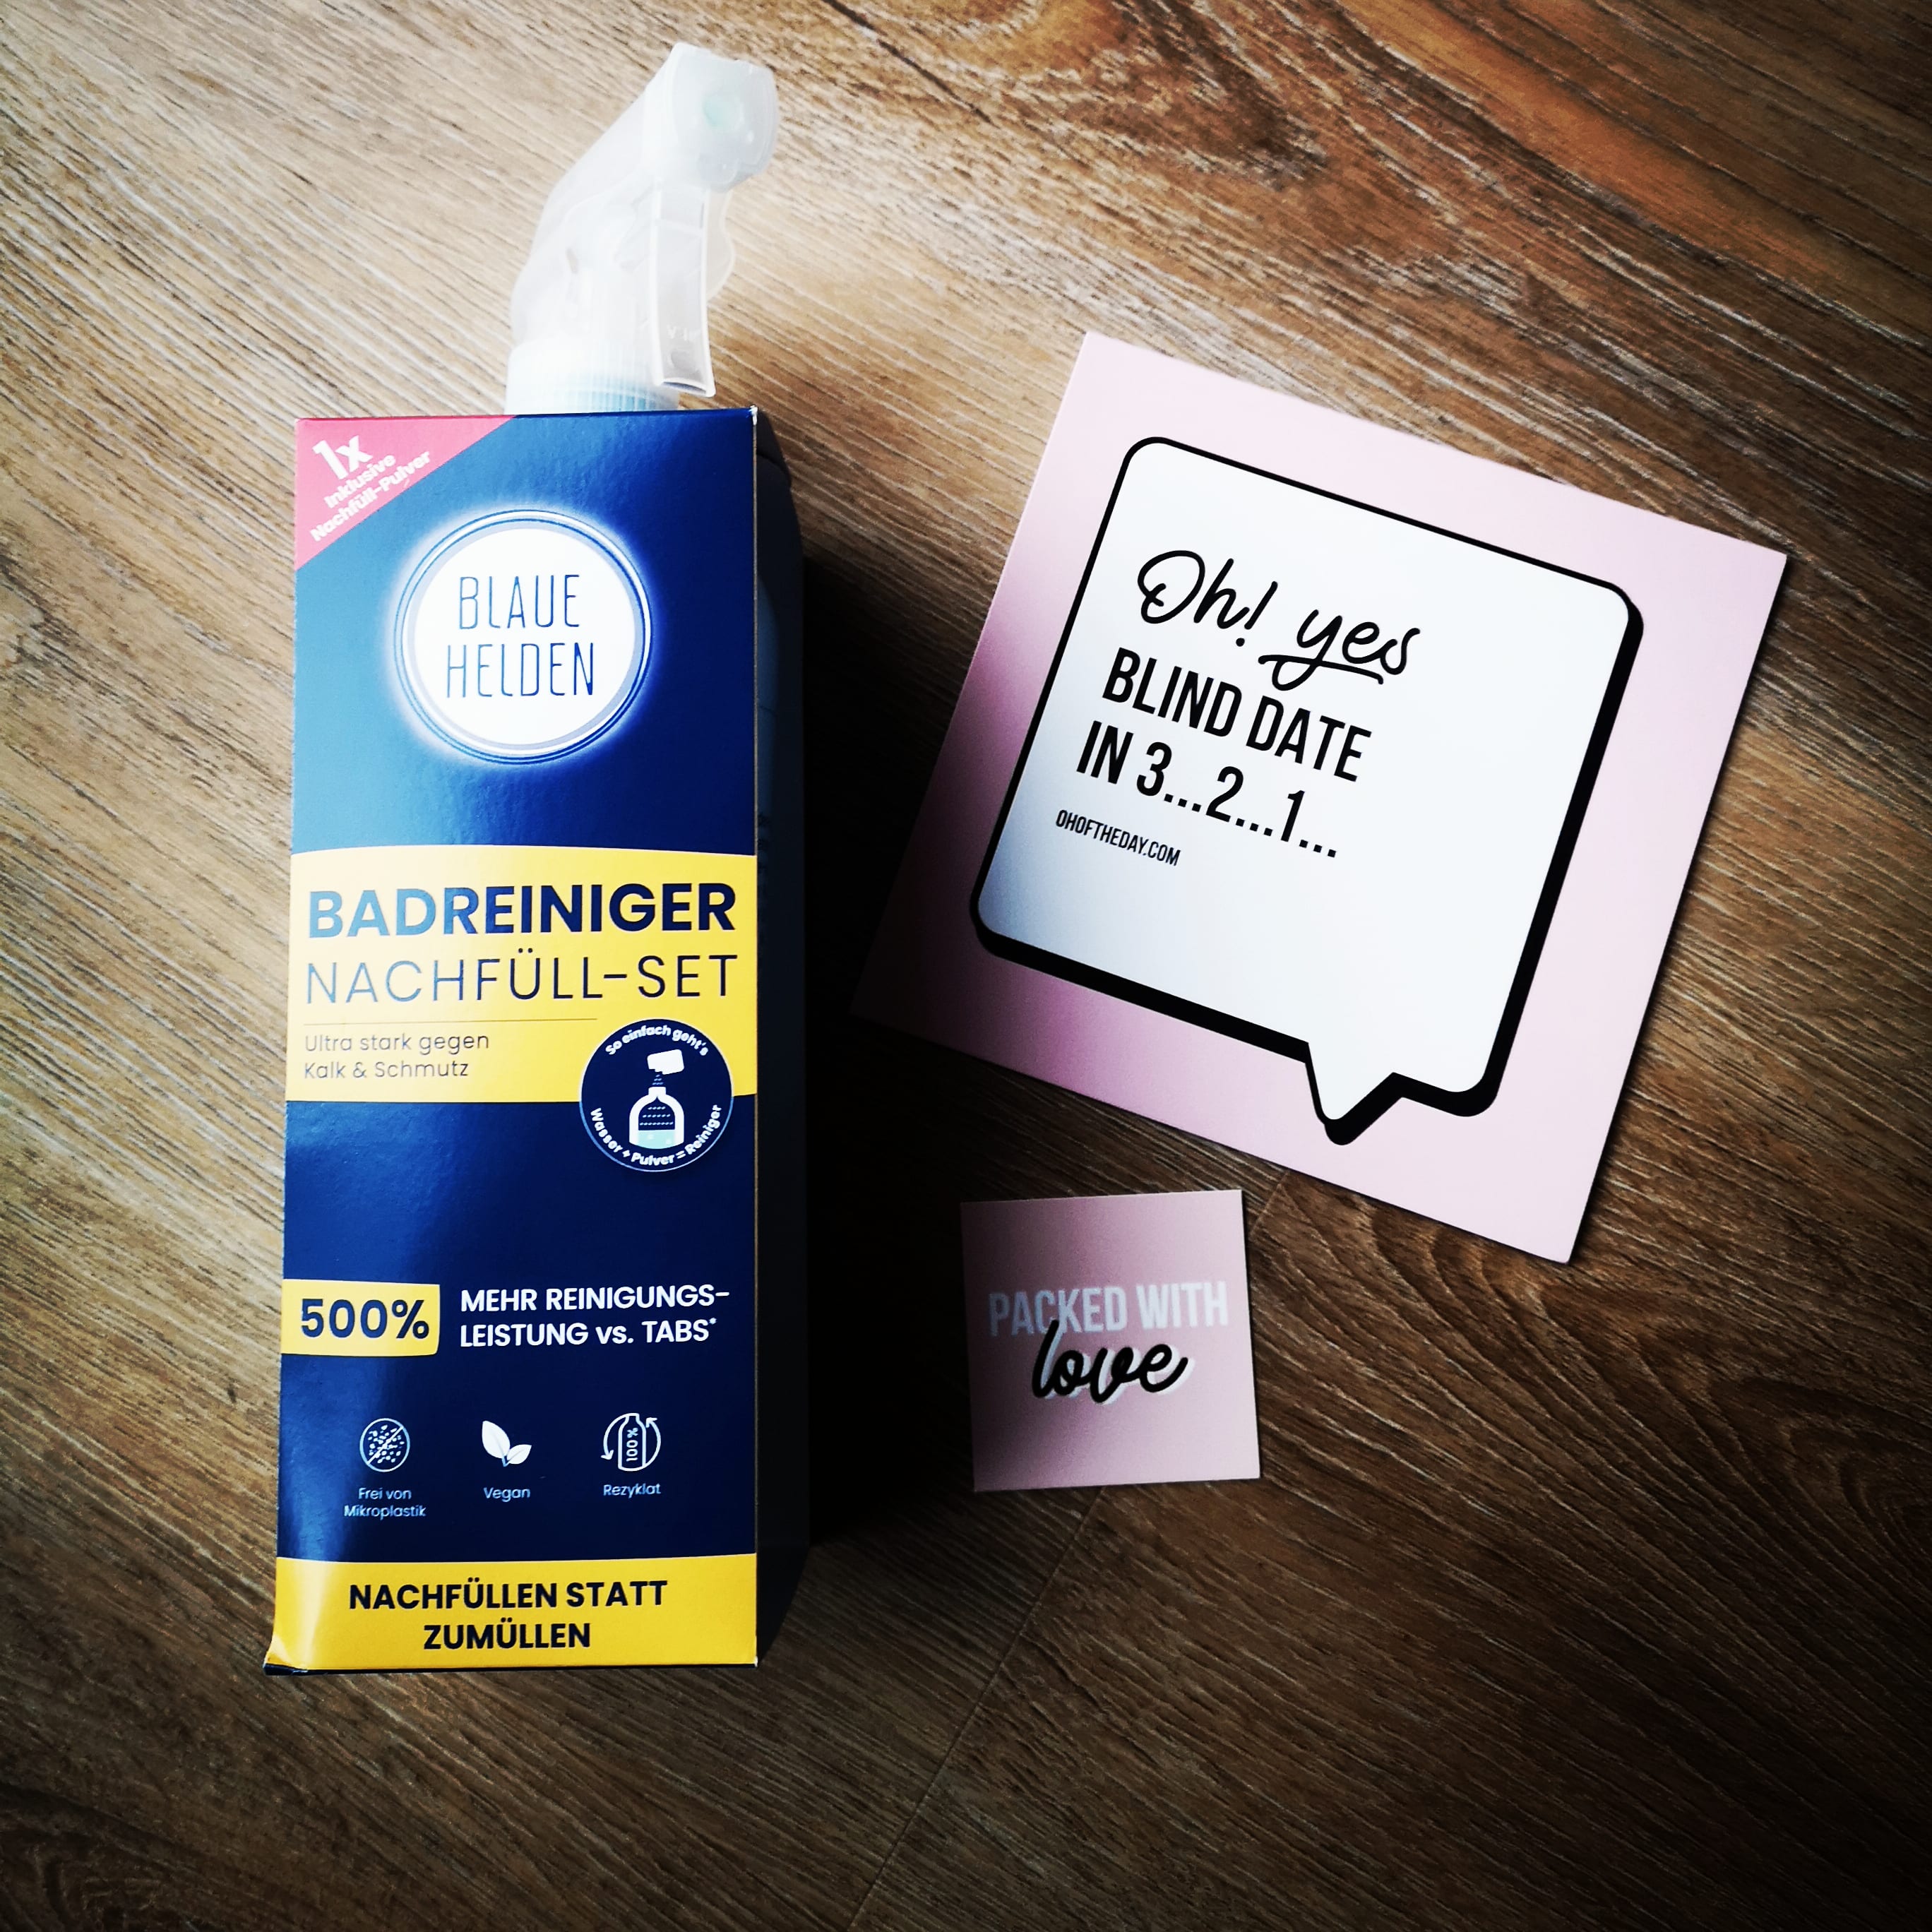 1x
Inklusive
Nachfüll-Pulver
BLAUE
HELDEN
BADREINIGER
NACHFÜLL-SET
Ultra stark gegen
Kalk & Schmutz
So einfach geht's
Wasser + Pulver = Reiniger
500%
MEHR REINIGUNGS-
LEISTUNG vs. TABS*
100%
Frei von
Mikroplastik
Vegan
Rezyklat
NACHFÜLLEN STATT
ZUMÜLLEN
Oh! yes
BLIND DATE
IN 3...2...1...
OHOFTHEDAY.COM
PACKED WITH
love